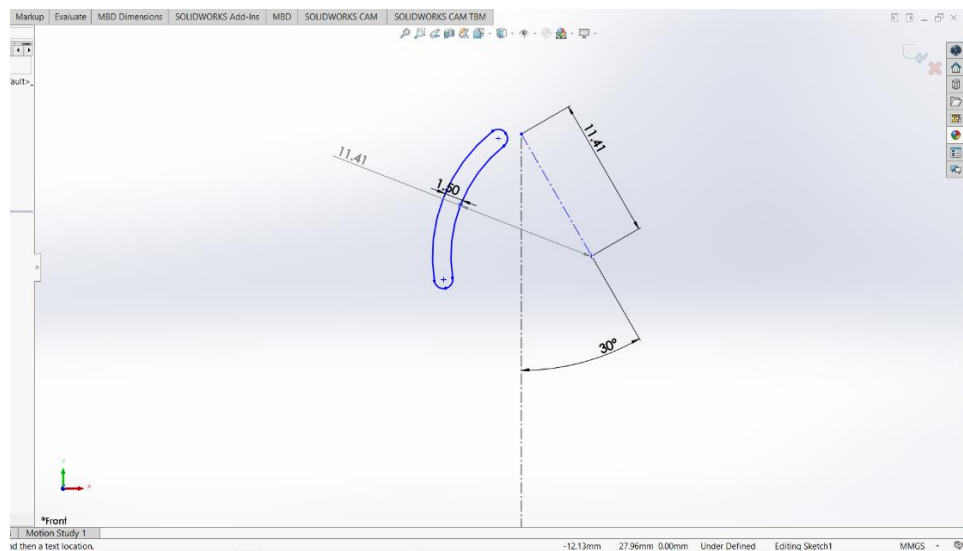 Markup Evaluate MBD Dimensions SOLIDWORKS Add-Ins MBD SOLIDWORKS CAM SOLIDWORKS CAM TBM
ault>_
11.41
11.41
1.50
30°
Y
X
*Front
Motion Study 1
nd then a text location.
-12.13mm 27.96mm 0.00mm Under Defined Editing Sketch1 MMGS -